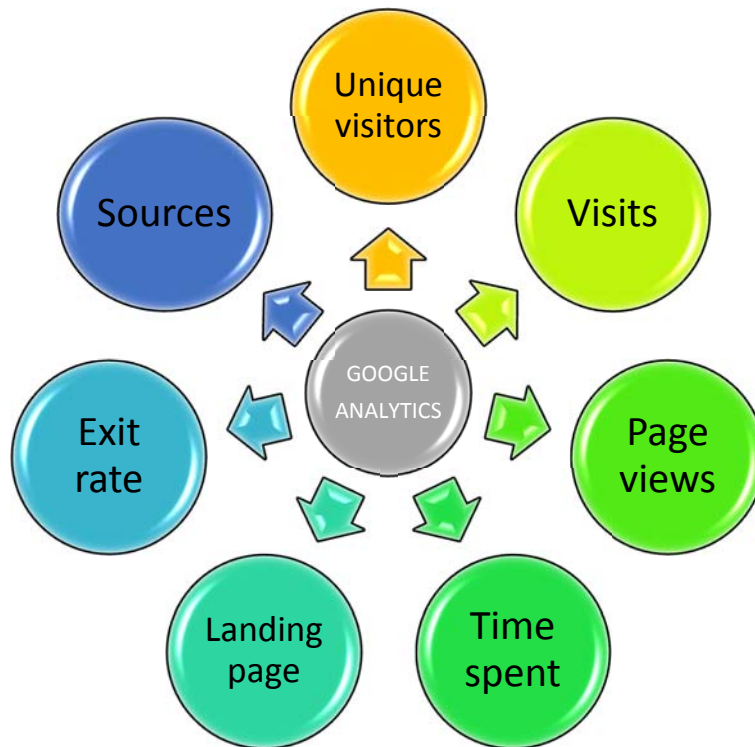 Unique
visitors
Visits
Page
views
Time
spent
Landing
page
Exit
rate
Sources
GOOGLE
ANALYTICS